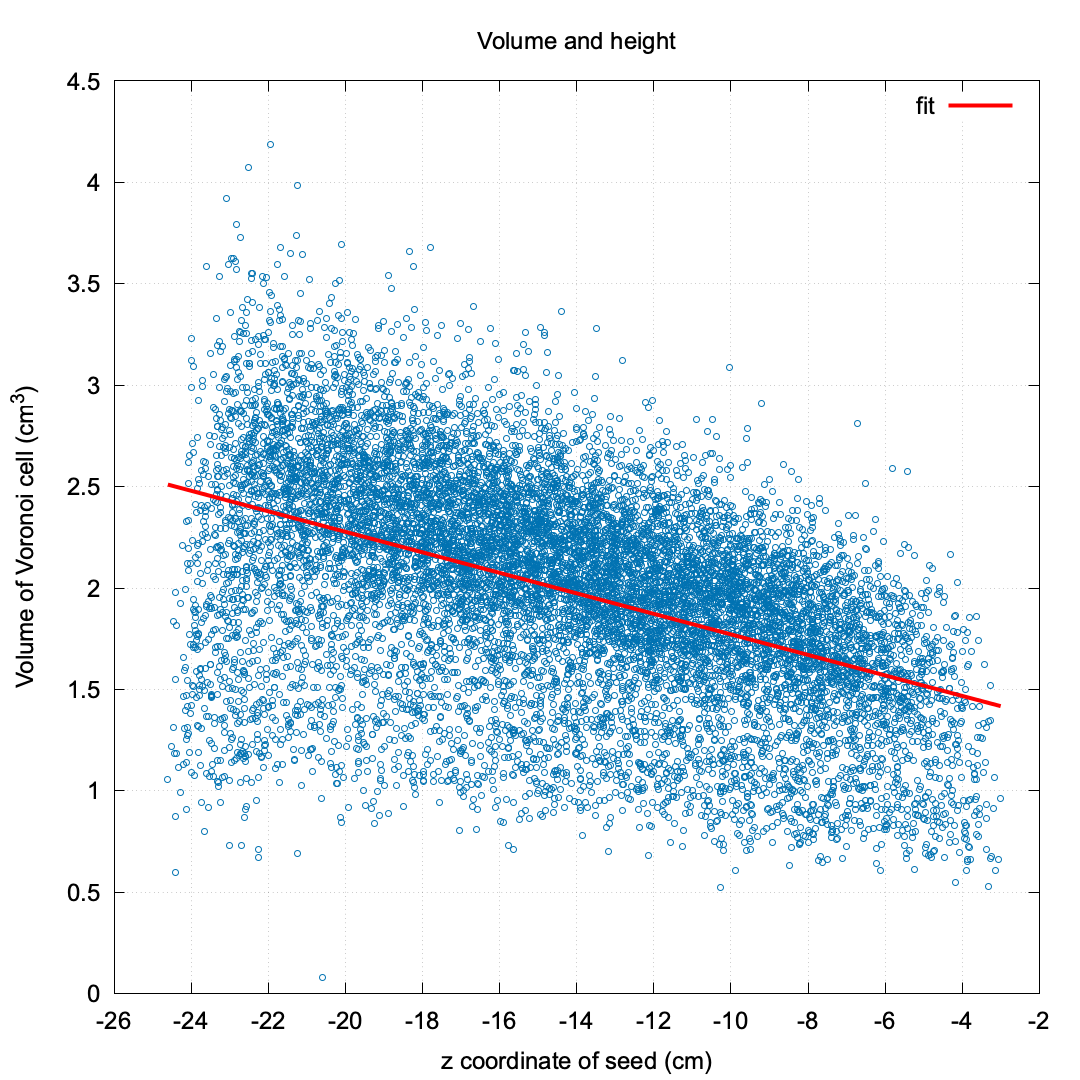 Volume and height
fit
4.5
4
3.5
3
2.5
2
1.5
1
0.5
0
Volume of Voronoi cell (cm³)
-26 -24 -22 -20 -18 -16 -14 -12 -10 -8 -6 -4 -2
z coordinate of seed (cm)